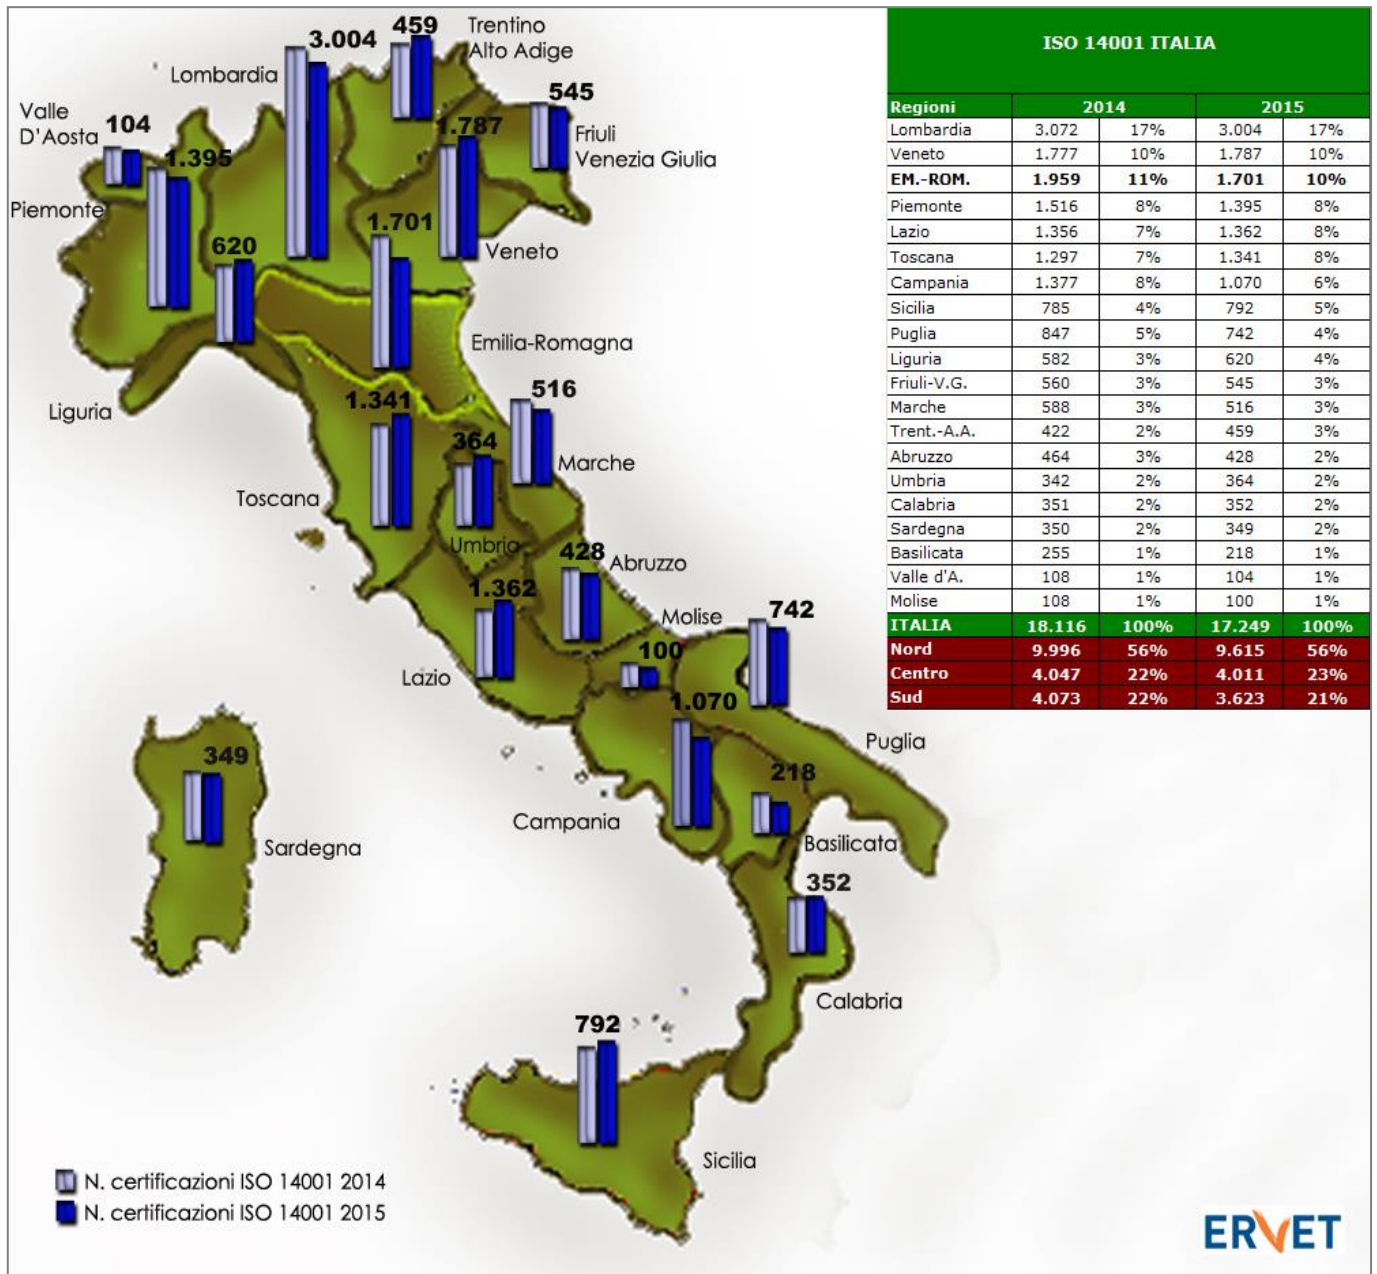 459
Trentino
Alto Adige
3.004
Lombardia
545
Friuli
Venezia Giulia
Valle
D'Aosta
104
1.787
1.395
Piemonte
1.701
620
Veneto
Emilia-Romagna
Liguria
1.341
516
364
Marche
Toscana
Umbria
428
Abruzzo
1.362
Molise
742
100
Lazio
1.070
Puglia
349
218
Campania
Basilicata
Sardegna
352
Calabria
792
Sicilia
N. certificazioni ISO 14001 2014
N. certificazioni ISO 14001 2015
ISO 14001 ITALIA
Regioni 2014 2015
Lombardia 3.072 17% 3.004 17%
Veneto 1.777 10% 1.787 10%
EM.-ROM. 1.959 11% 1.701 10%
Piemonte 1.516 8% 1.395 8%
Lazio 1.356 7% 1.362 8%
Toscana 1.297 7% 1.341 8%
Campania 1.377 8% 1.070 6%
Sicilia 785 4% 792 5%
Puglia 847 5% 742 4%
Liguria 582 3% 620 4%
Friuli-V.G. 560 3% 545 3%
Marche 588 3% 516 3%
Trent.-A.A. 422 2% 459 3%
Abruzzo 464 3% 428 2%
Umbria 342 2% 364 2%
Calabria 351 2% 352 2%
Sardegna 350 2% 349 2%
Basilicata 255 1% 218 1%
Valle d'A. 108 1% 104 1%
Molise 108 1% 100 1%
ITALIA 18.116 100% 17.249 100%
Nord 9.996 56% 9.615 56%
Centro 4.047 22% 4.011 23%
Sud 4.073 22% 3.623 21%
ERVET